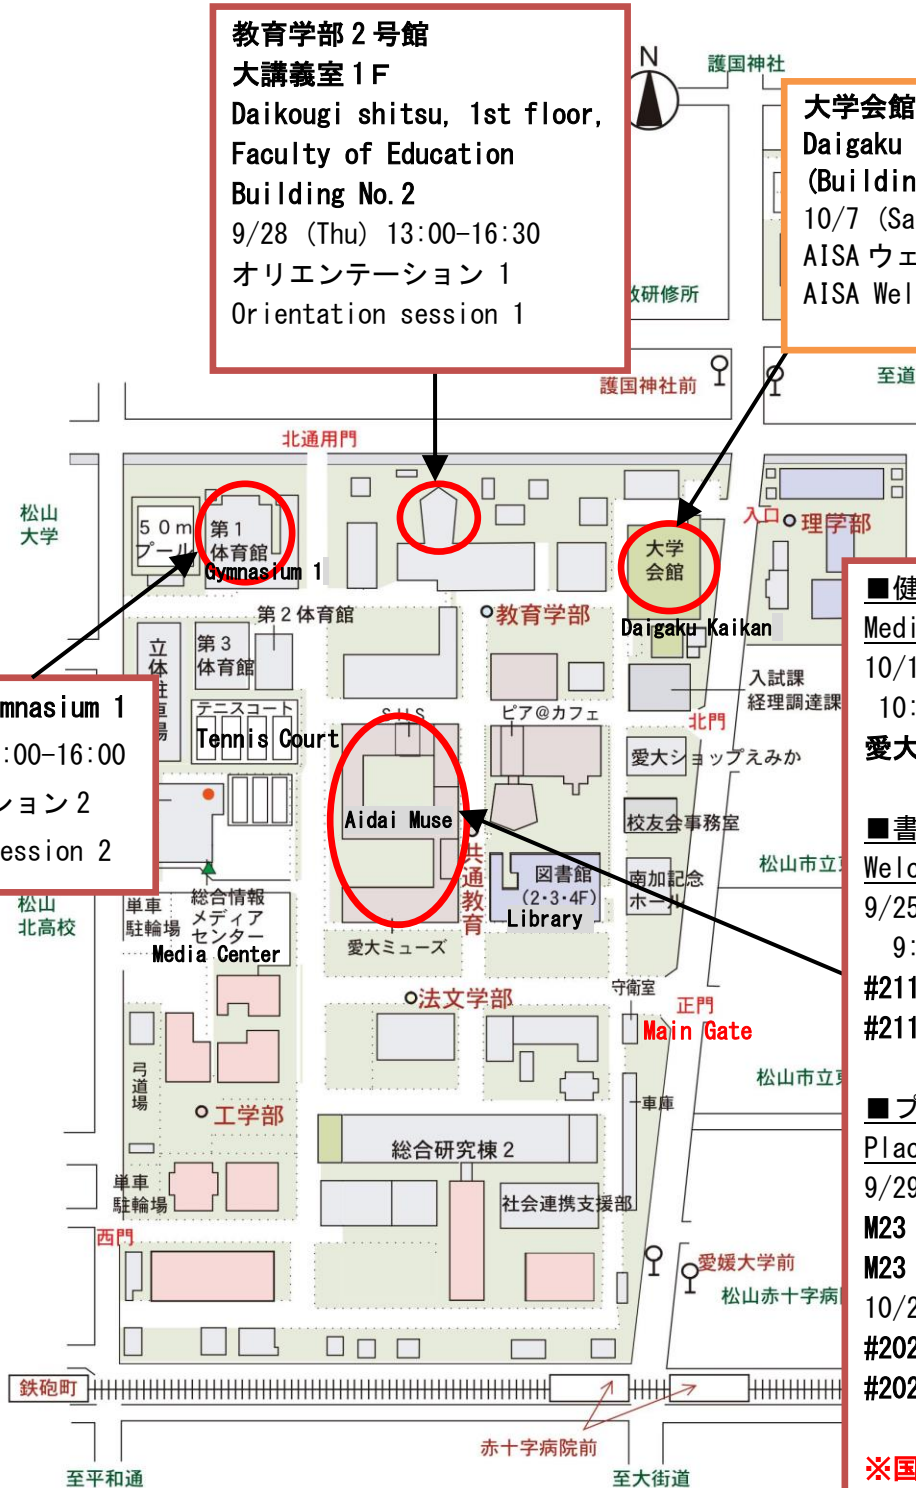 教育学部２号館
大講義室１Ｆ
Daikougi shitsu, 1st floor,
Faculty of Education
Building No.2
9/28 (Thu) 13:00-16:30
オリエンテーション 1
Orientation session 1
N
護国神社
大学会館
Daigaku
(Buildin
10/7 (Sa
AISA ウェ
AISA Wel
研修所
護国神社前
至道
北通用門
松山
大学
５０ｍ
プール
第１
体育館
Gymnasium 1
大学
会館
Daigaku Kaikan
入口
理学部
第２体育館
教育学部
立体駐車場
第３
体育館
テニスコート
Tennis Court
S.U.S
ピア@カフェ
入試課
経理調達課
北門
愛大ショップえみか
mnasium 1
:00-16:00
ション２
ession 2
Aidai Muse
共通教育
校友会事務室
図書館
(2・3・4F)
Library
南加記念
ホール
松山市立東
松山
北高校
単車
駐輪場
総合情報
メディア
センター
Media Center
愛大ミューズ
法文学部
守衛室
正門
Main Gate
■健
Medi
10/1
10:
愛大
■書
Welc
9/25
9:
#211
#211
■プ
Plac
9/29
M23
M23
10/2
#202
#202
※国
弓道場
工学部
車庫
松山市立東
総合研究棟２
単車
駐輪場
社会連携支援部
西門
愛媛大学前
松山赤十字病
鉄砲町
赤十字病院前
至平和通
至大街道